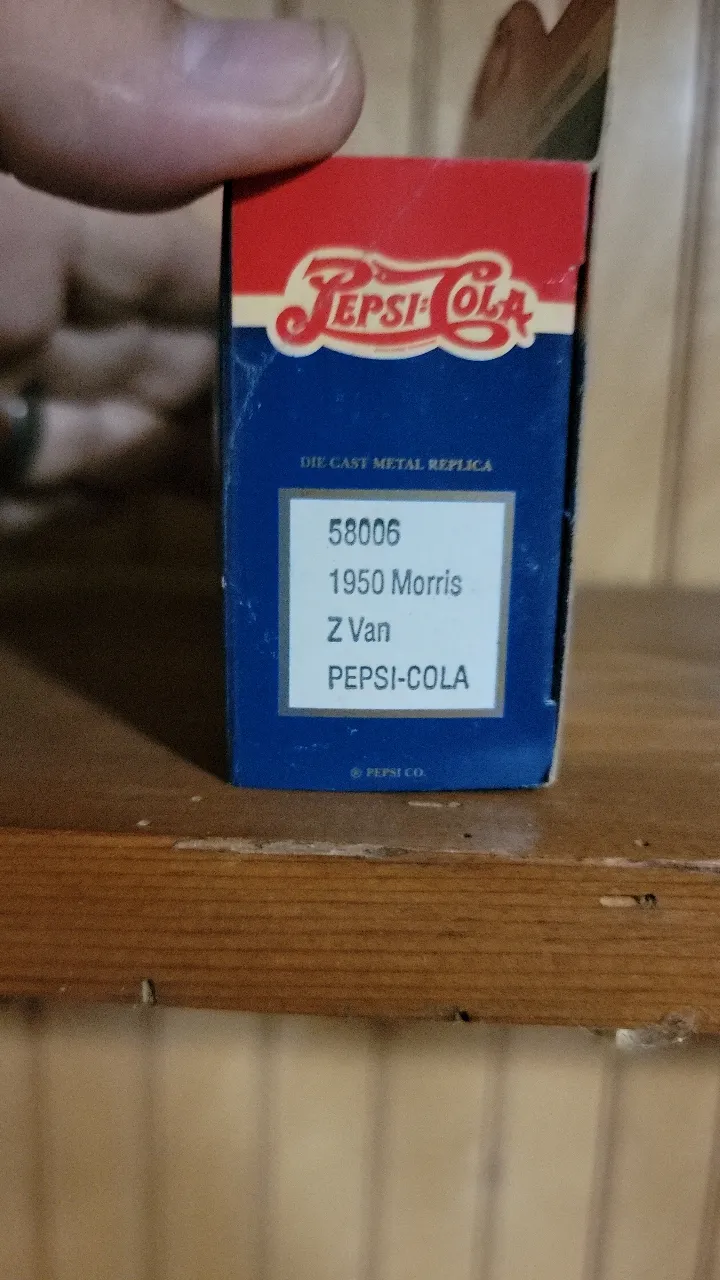 PEPSI:COLA
DIE CAST METAL REPLICA
58006
1950 Morris
Z Van
PEPSI-COLA
® PEPSI CO.